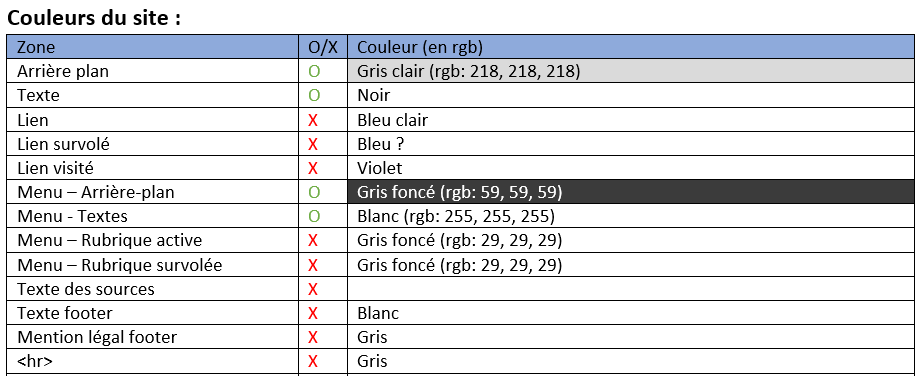 Couleurs du site :
Zone O/X Couleur (en rgb)
Arrière plan O Gris clair (rgb: 218, 218, 218)
Texte O Noir
Lien X Bleu clair
Lien survolé X Bleu ?
Lien visité X Violet
Menu – Arrière-plan O Gris foncé (rgb: 59, 59, 59)
Menu - Textes O Blanc (rgb: 255, 255, 255)
Menu – Rubrique active X Gris foncé (rgb: 29, 29, 29)
Menu – Rubrique survolée X Gris foncé (rgb: 29, 29, 29)
Texte des sources X
Texte footer X Blanc
Mention légal footer X Gris
<hr> X Gris